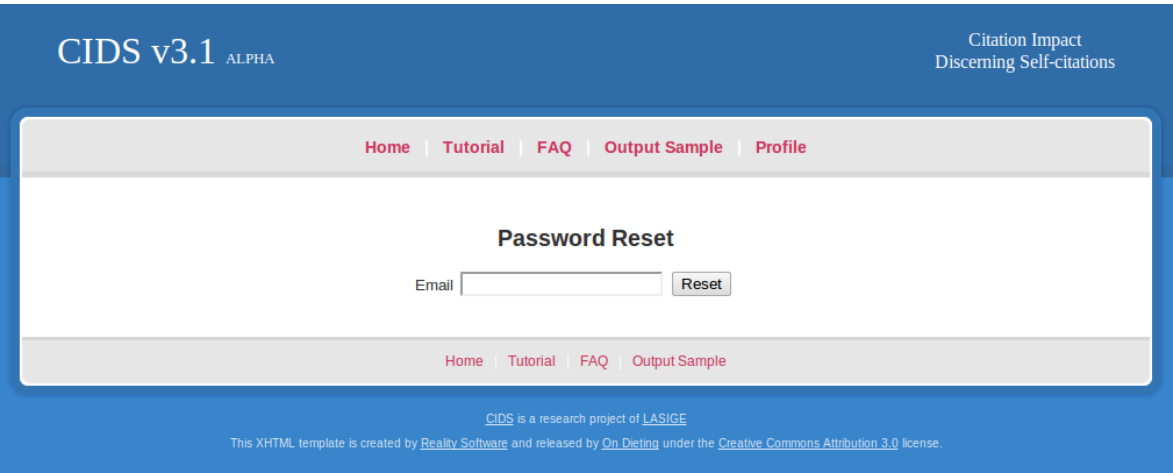 CIDS v3.1 ALPHA
Citation Impact
Discerning Self-citations
Home | Tutorial | FAQ | Output Sample | Profile
Password Reset
Email Reset
Home | Tutorial | FAQ | Output Sample
CIDS is a research project of LASIGE
This XHTML template is created by Reality Software and released by On Dieting under the Creative Commons Attribution 3.0 license.